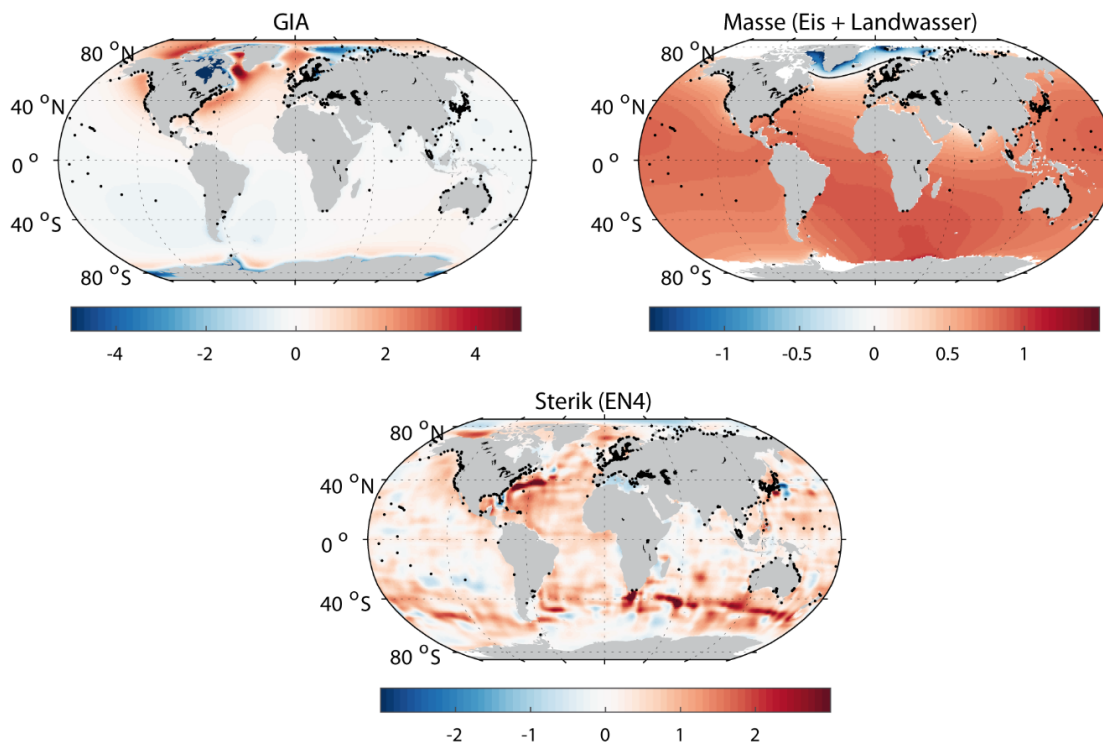 GIA
80 °N
40 °N
0 °
40 °S
80 °S
-4 -2 0 2 4
Masse (Eis + Landwasser)
80 °N
40 °N
0 °
40 °S
80 °S
-1 -0.5 0 0.5 1
Sterik (EN4)
80 °N
40 °N
0 °
40 °S
80 °S
-2 -1 0 1 2